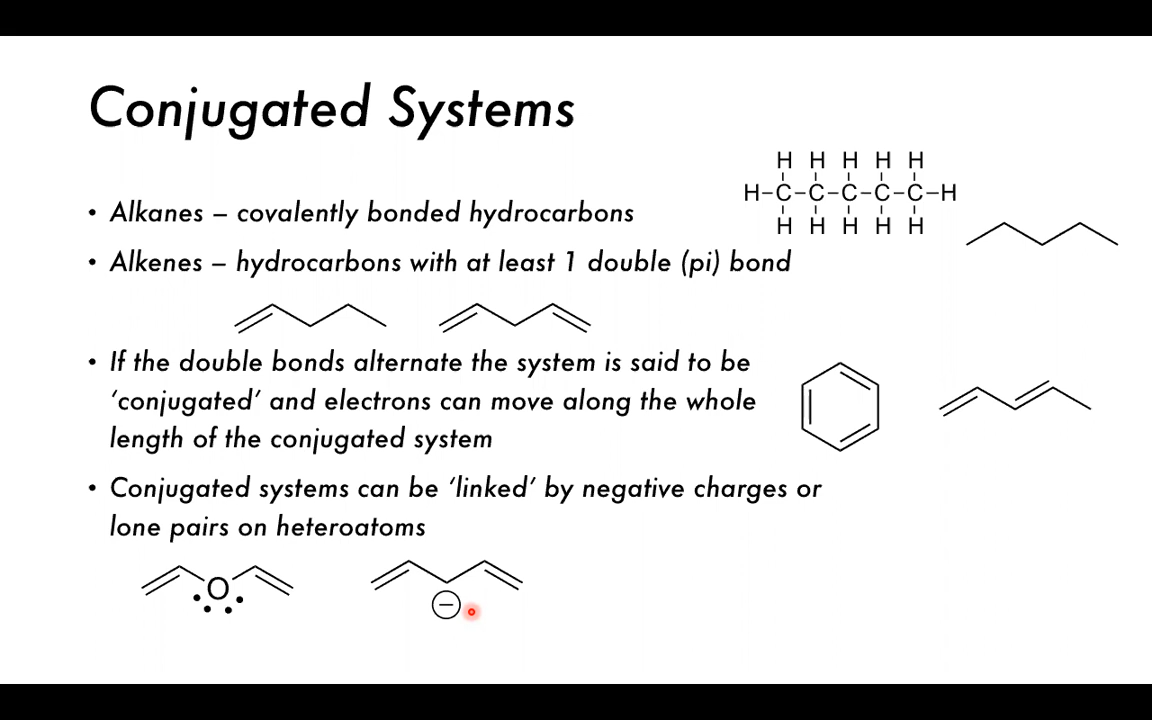 Conjugated Systems
H H H H H
H-C-C-C-C-C-H
H H H H H
• Alkanes – covalently bonded hydrocarbons
• Alkenes – hydrocarbons with at least 1 double (pi) bond
• If the double bonds alternate the system is said to be
‘conjugated’ and electrons can move along the whole
length of the conjugated system
• Conjugated systems can be ‘linked’ by negative charges or
lone pairs on heteroatoms
O
−